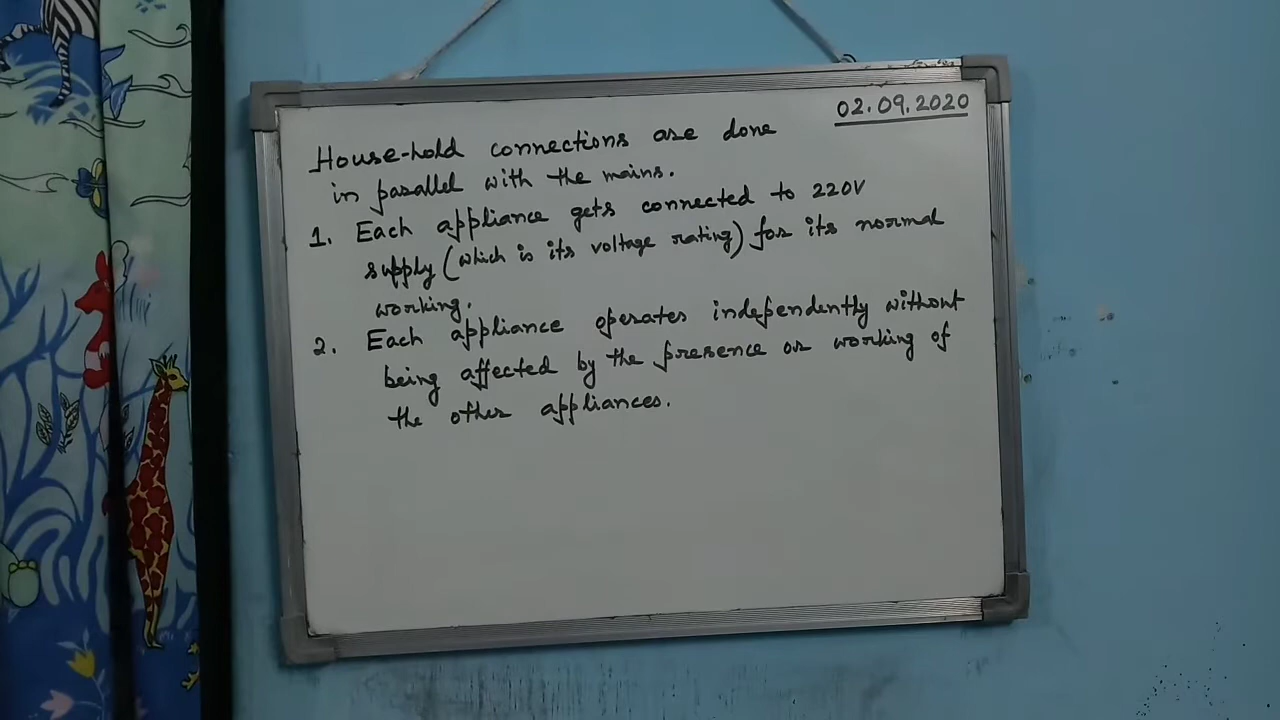 02.09.2020
House-hold connections are done
in parallel with the mains.
1. Each appliance gets connected to 220V
supply (which is its voltage rating) for its normal
working.
2. Each appliance operates independently without
being affected by the presence or working of
the other appliances.